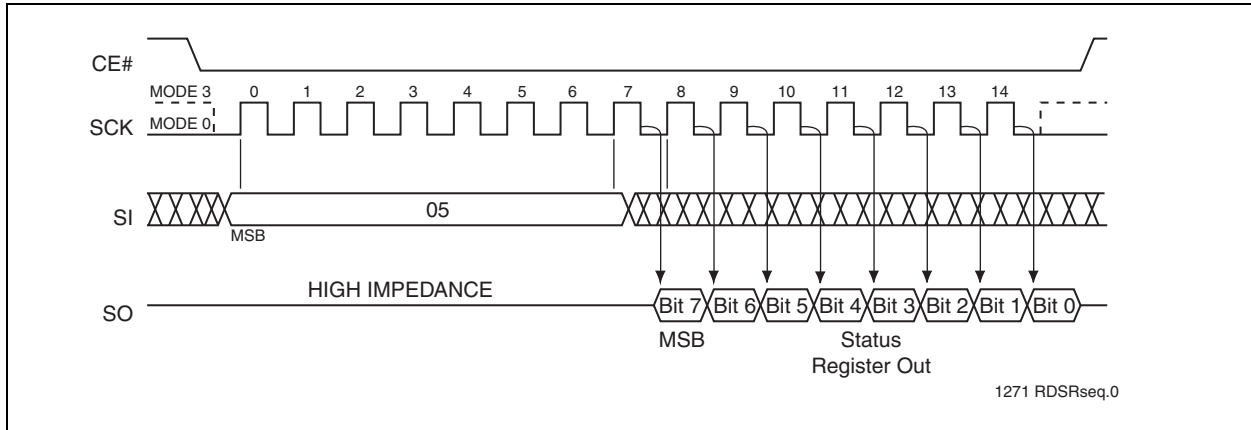 CE#
MODE 3 0 1 2 3 4 5 6 7 8 9 10 11 12 13 14
SCK MODE 0
SI 05
MSB
HIGH IMPEDANCE
SO Bit 7 Bit 6 Bit 5 Bit 4 Bit 3 Bit 2 Bit 1 Bit 0
MSB Status
Register Out
1271 RDSRseq.0